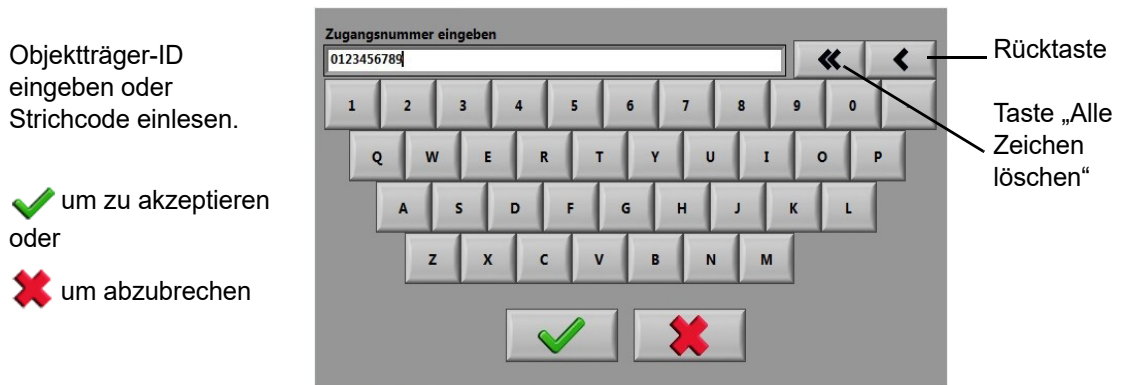 Objektträger-ID
eingeben oder
Strichcode einlesen.
um zu akzeptieren
oder
um abzubrechen
Zugangsnummer eingeben
0123456789
1 2 3 4 5 6 7 8 9 0
Q W E R T Y U I O P
A S D F G H J K L
Z X C V B N M
Rücktaste
Taste „Alle
Zeichen
löschen“